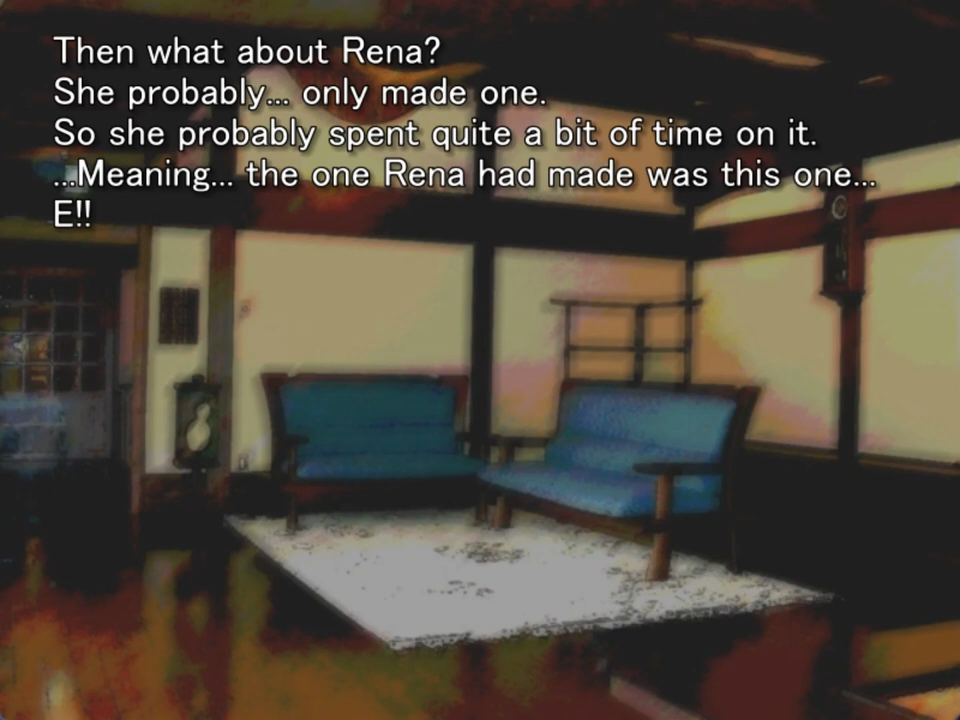 Then what about Rena?
She probably... only made one.
So she probably spent quite a bit of time on it.
...Meaning... the one Rena had made was this one...
E!!